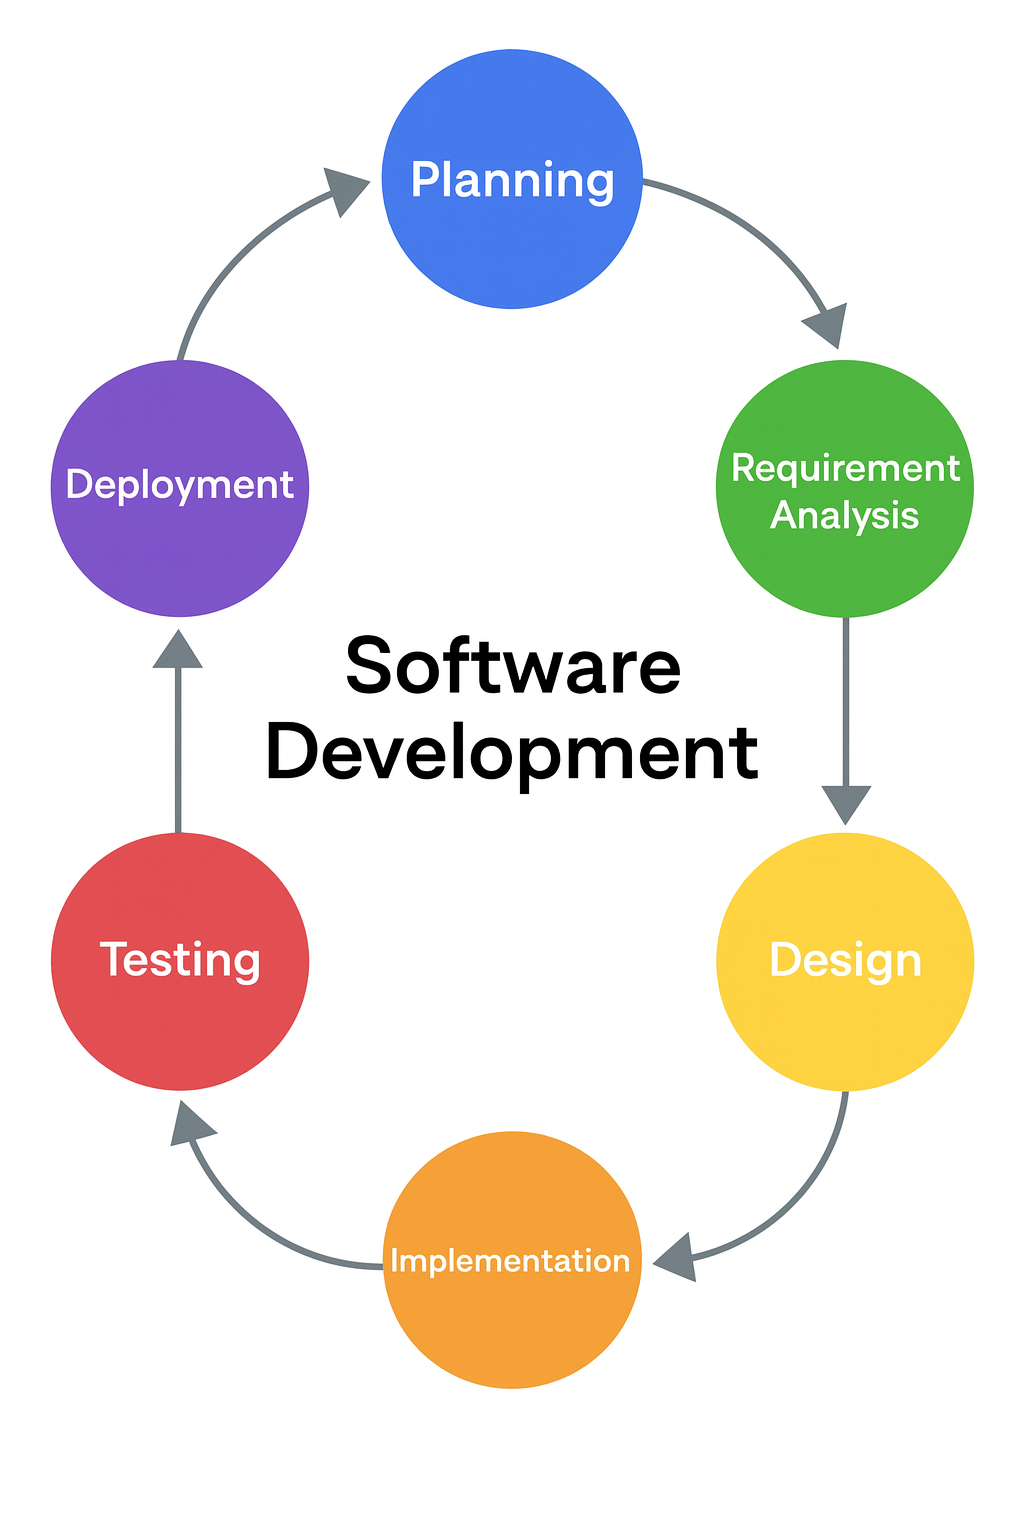 Planning
Requirement
Analysis
Design
Implementation
Testing
Deployment
Software
Development